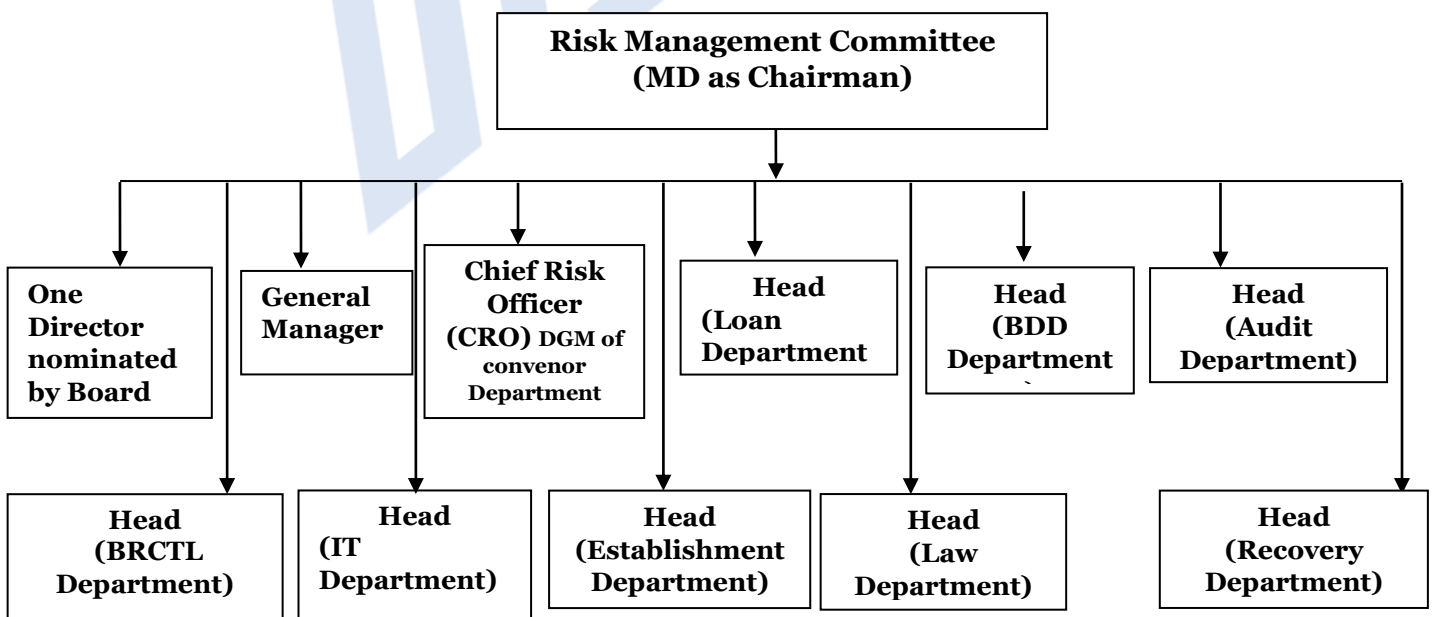 Risk Management Committee
(MD as Chairman)
One
Director
nominated
by Board
General
Manager
Chief Risk
Officer
(CRO) DGM of
convenor
Department
Head
(Loan
Department
Head
(BDD
Department
Head
(Audit
Department)
Head
(BRCTL
Department)
Head
(IT
Department)
Head
(Establishment
Department)
Head
(Law
Department)
Head
(Recovery
Department)